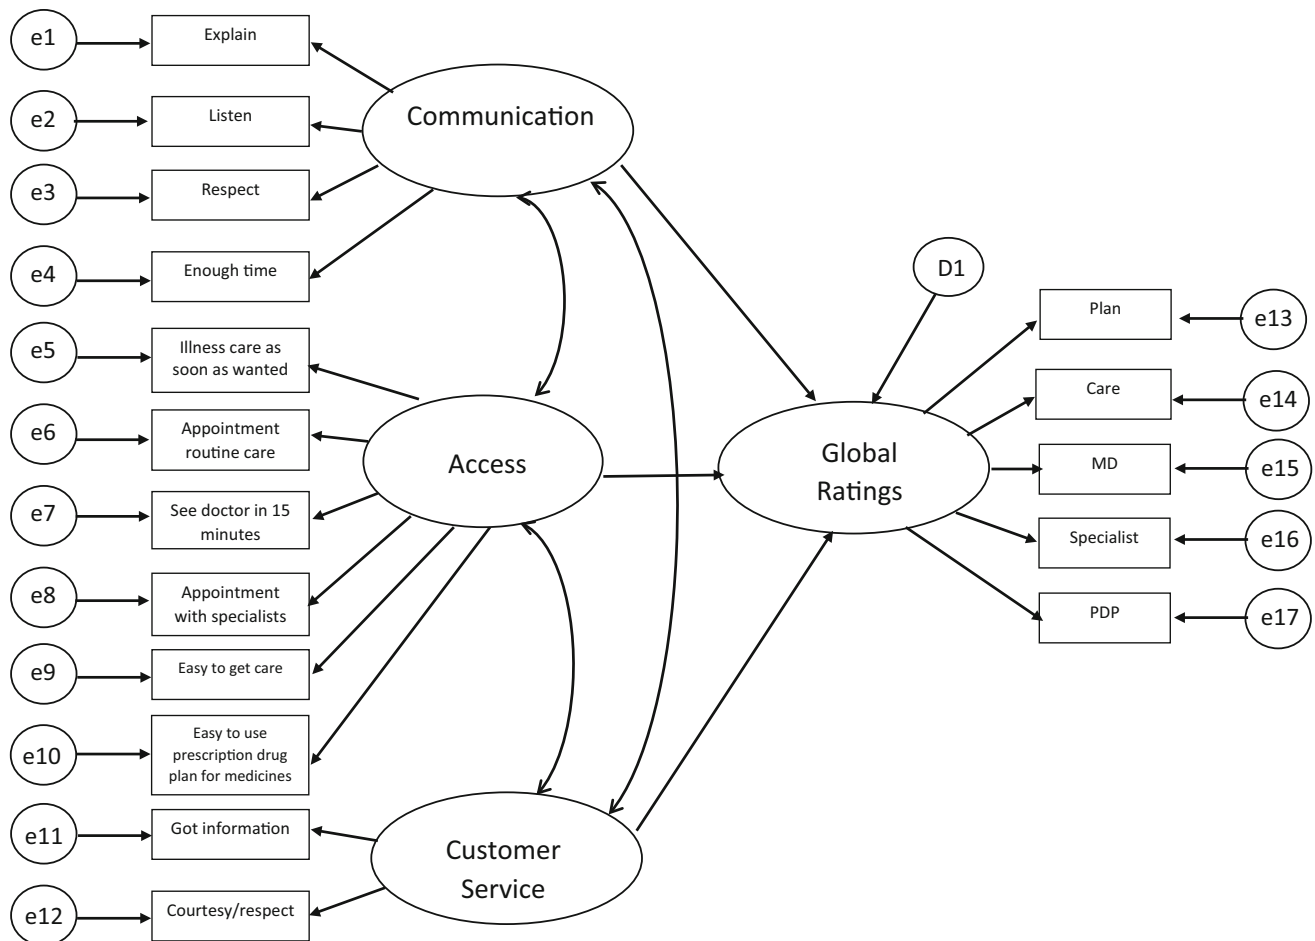 e1
Explain
e2
Listen
e3
Respect
e4
Enough time
e5
Illness care as
soon as wanted
e6
Appointment
routine care
e7
See doctor in 15
minutes
e8
Appointment
with specialists
e9
Easy to get care
e10
Easy to use
prescription drug
plan for medicines
e11
Got information
e12
Courtesy/respect
Communication
Access
Customer
Service
D1
Global
Ratings
Plan
e13
Care
e14
MD
e15
Specialist
e16
PDP
e17